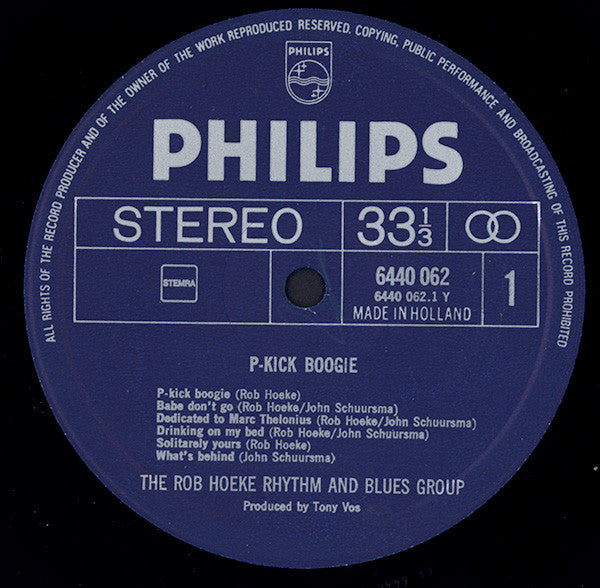 ALL RIGHTS OF THE RECORD PRODUCER AND OF THE OWNER OF THE WORK REPRODUCED RESERVED. COPYING, PUBLIC PERFORMANCE AND BROADCASTING OF THIS RECORD PROHIBITED
PHILIPS
PHILIPS
STEREO 33⅓
STEMRA
6440 062
6440 062.1 Y
MADE IN HOLLAND
1
P-KICK BOOGIE
P-kick boogie (Rob Hoeke)
Babe don't go (Rob Hoeke/John Schuursma)
Dedicated to Marc Thelonius (Rob Hoeke/John Schuursma)
Drinking on my bed (Rob Hoeke/John Schuursma)
Solitarely yours (Rob Hoeke)
What's behind (John Schuursma)
THE ROB HOEKE RHYTHM AND BLUES GROUP
Produced by Tony Vos